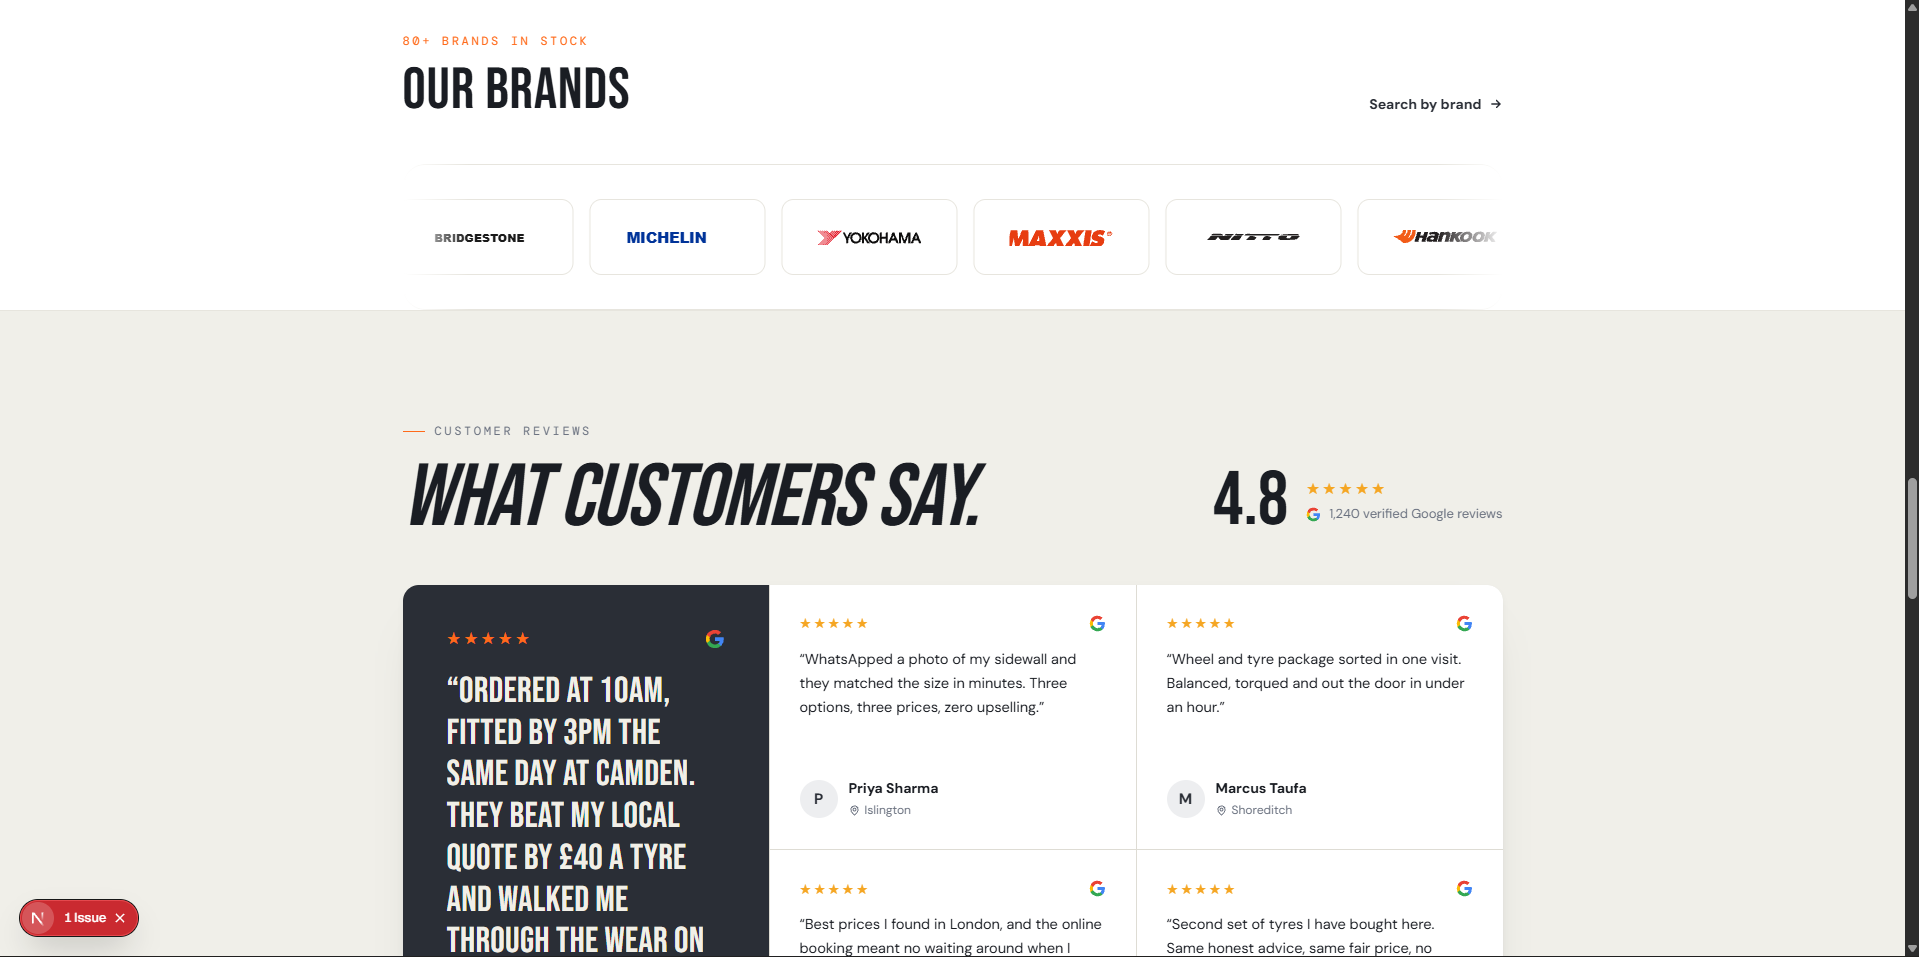 80+ BRANDS IN STOCK
OUR BRANDS
Search by brand →
BRIDGESTONE
MICHELIN
YOKOHAMA
MAXXIS®
NITTO
HANKOOK
CUSTOMER REVIEWS
WHAT CUSTOMERS SAY.
4.8
★★★★★
1,240 verified Google reviews
★★★★★
“ORDERED AT 10AM,
FITTED BY 3PM THE
SAME DAY AT CAMDEN.
THEY BEAT MY LOCAL
QUOTE BY £40 A TYRE
AND WALKED ME
THROUGH THE WEAR ON
★★★★★
“WhatsApped a photo of my sidewall and
they matched the size in minutes. Three
options, three prices, zero upselling.”
P
Priya Sharma
Islington
★★★★★
“Wheel and tyre package sorted in one visit.
Balanced, torqued and out the door in under
an hour.”
M
Marcus Taufa
Shoreditch
★★★★★
“Best prices I found in London, and the online
booking meant no waiting around when I
★★★★★
“Second set of tyres I have bought here.
Same honest advice, same fair price, no
N
1 Issue ×